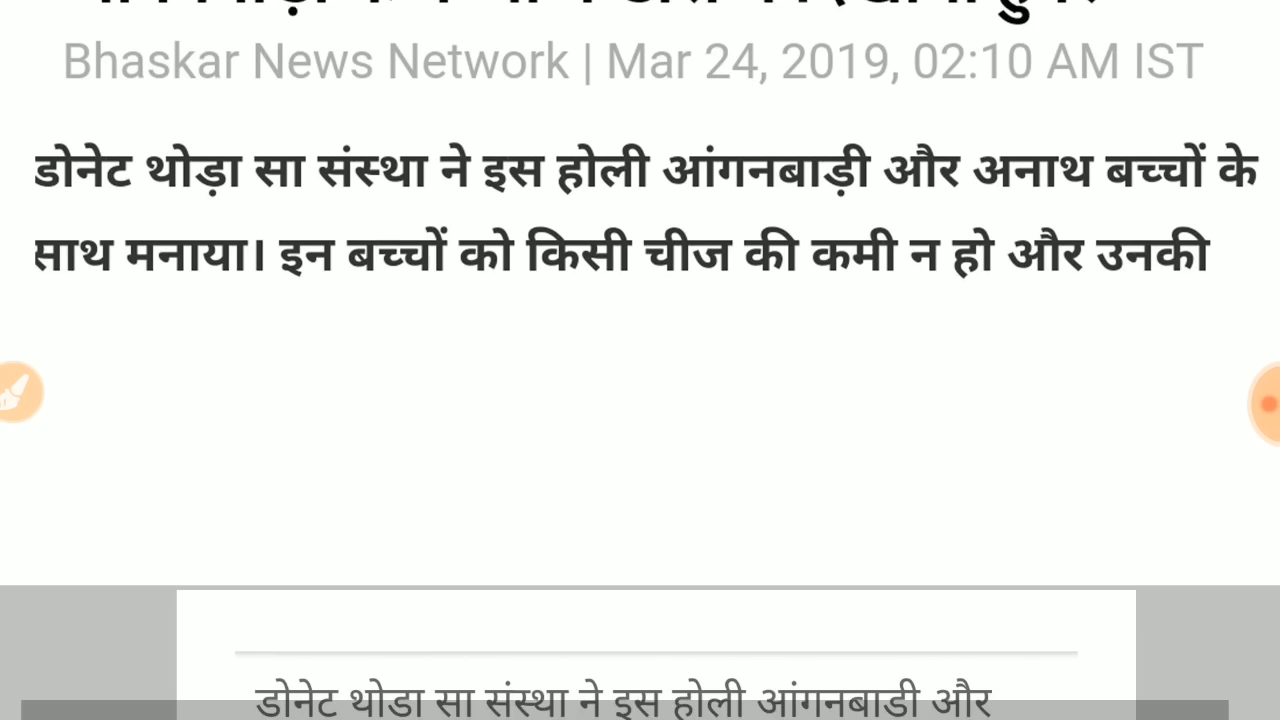 Bhaskar News Network | Mar 24, 2019, 02:10 AM IST
डोनेट थोड़ा सा संस्था ने इस होली आंगनबाड़ी और अनाथ बच्चों के
साथ मनाया। इन बच्चों को किसी चीज की कमी न हो और उनकी
डोनेट थोडा सा संस्था ने इस होली आंगनबाडी और